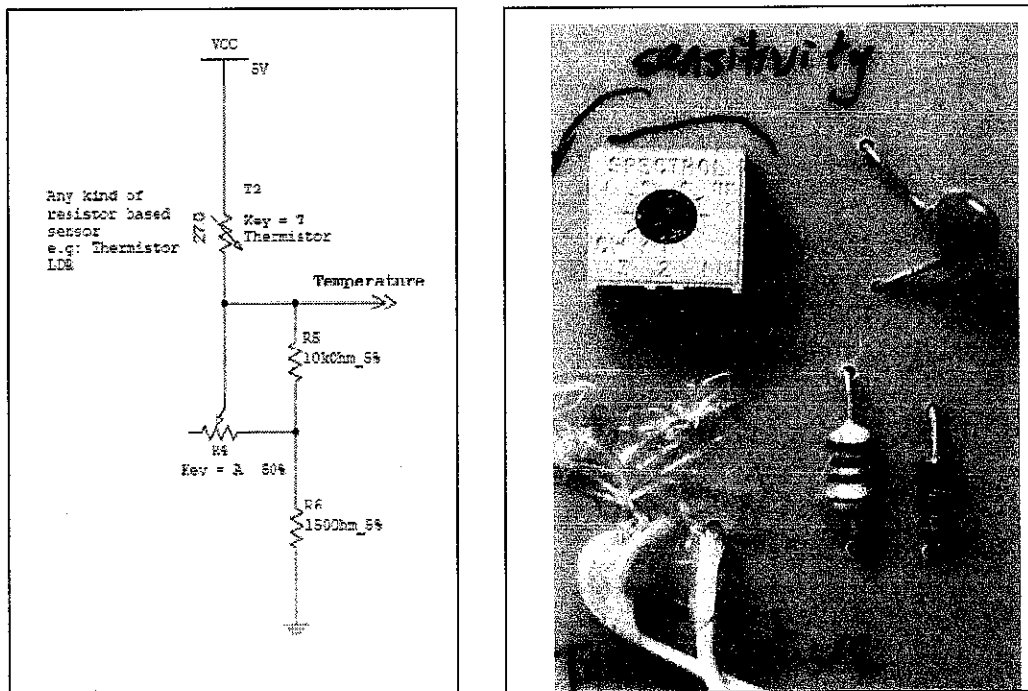 VCC
5V
T2
Any kind of
resistor based
sensor
e.g: Thermistor
LDR
Key = T
Thermistor
Temperature
R5
10kOhm_5%
R4
Key = A 50%
R6
150Ohm_5%
sensitivity
SPECTROL